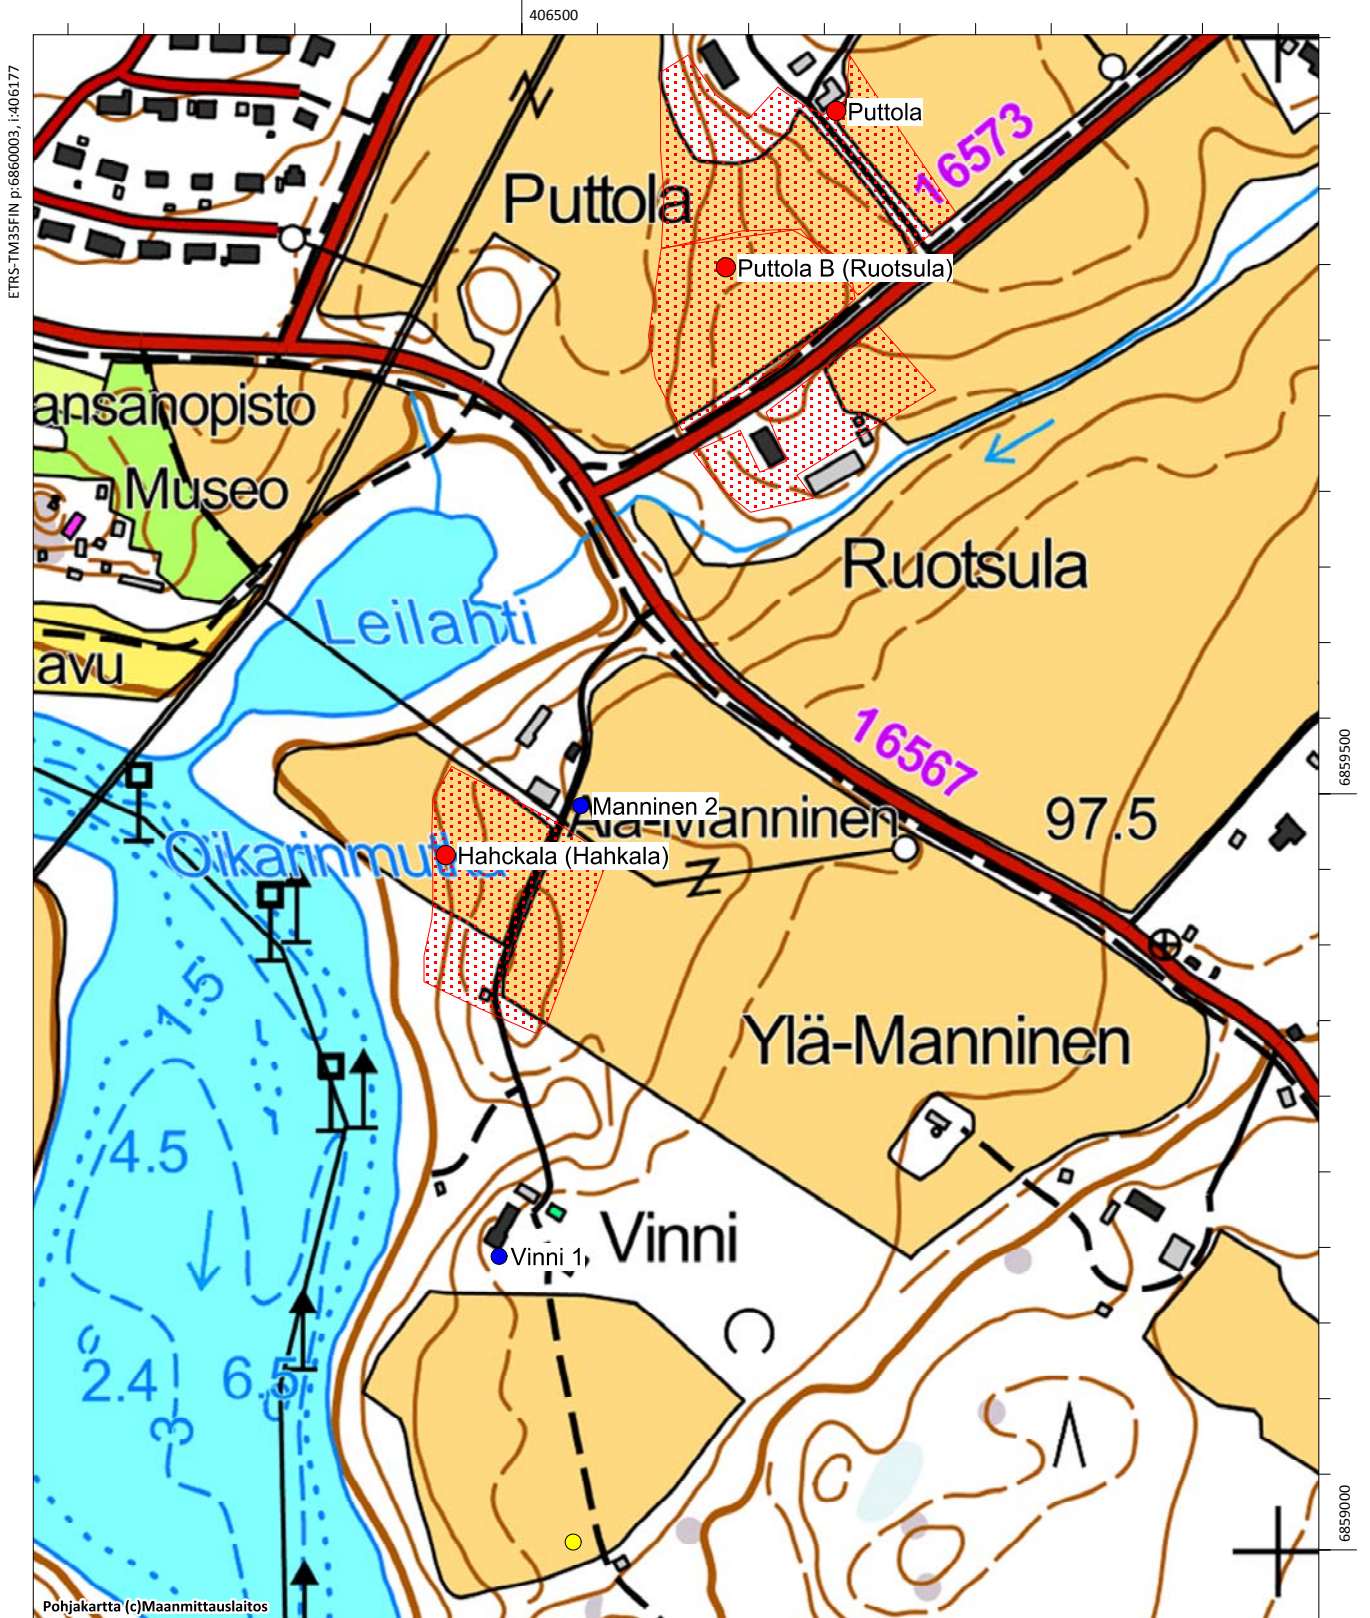 406500
ETRS-TM35FIN p:6860003, i:406177
Puttola
16573
Puttola
Puttola B (Ruotsula)
ansanopisto
Museo
Ruotsula
Leilahti
avu
16567
6859500
Manninen 2
Ala-Manninen
97.5
Hahckala (Hahkala)
Oikarinmutka
1.5
Ylä-Manninen
4.5
Vinni
Vinni 1
2.4
6.5
3
6859000
Pohjakartta (c)Maanmittauslaitos